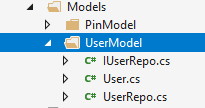 Models
PinModel
UserModel
C# IUserRepo.cs
C# User.cs
C# UserRepo.cs